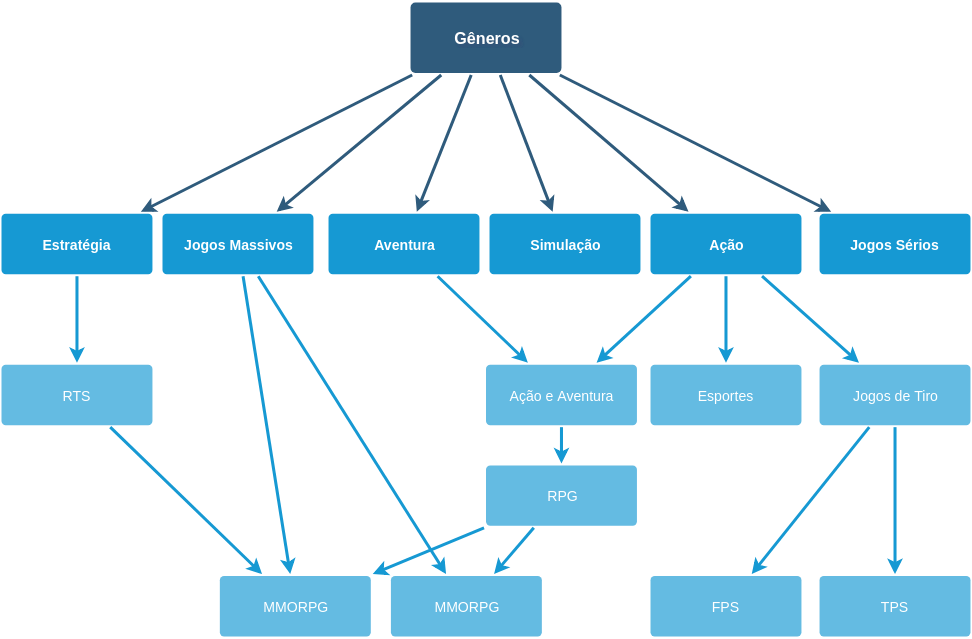 Gêneros
Estratégia
Jogos Massivos
Aventura
Simulação
Ação
Jogos Sérios
RTS
Ação e Aventura
Esportes
Jogos de Tiro
RPG
MMORPG
MMORPG
FPS
TPS